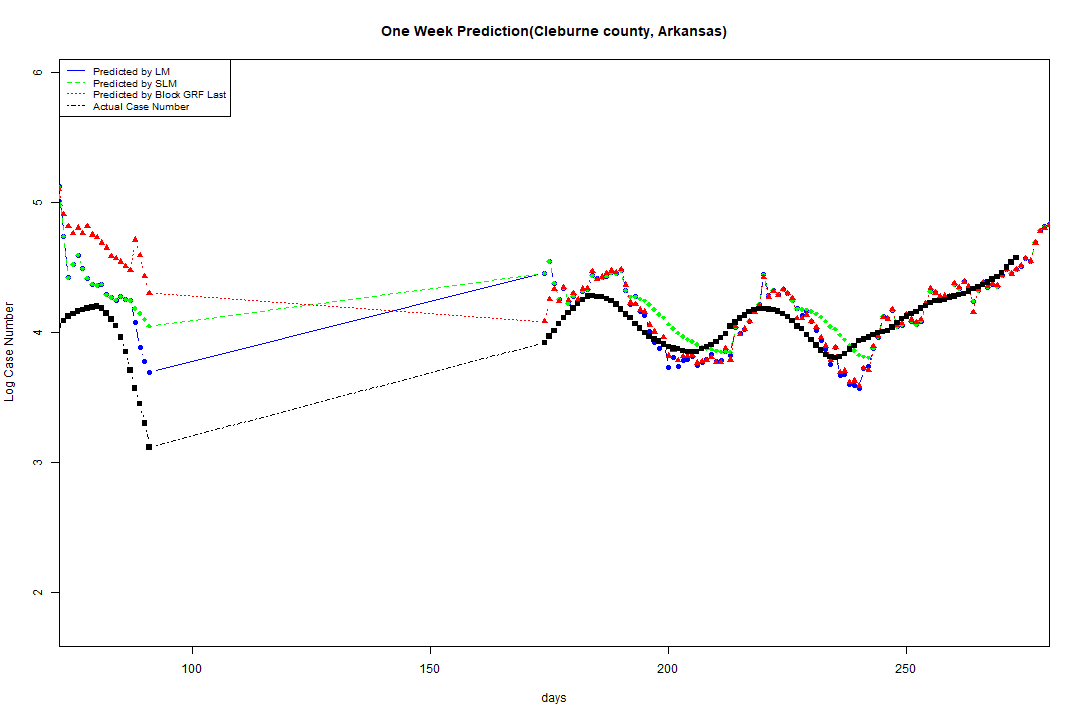 One Week Prediction(Cleburne county, Arkansas)
Predicted by LM
Predicted by SLM
Predicted by Block GRF Last
Actual Case Number
6
5
4
3
2
Log Case Number
100 150 200 250
days